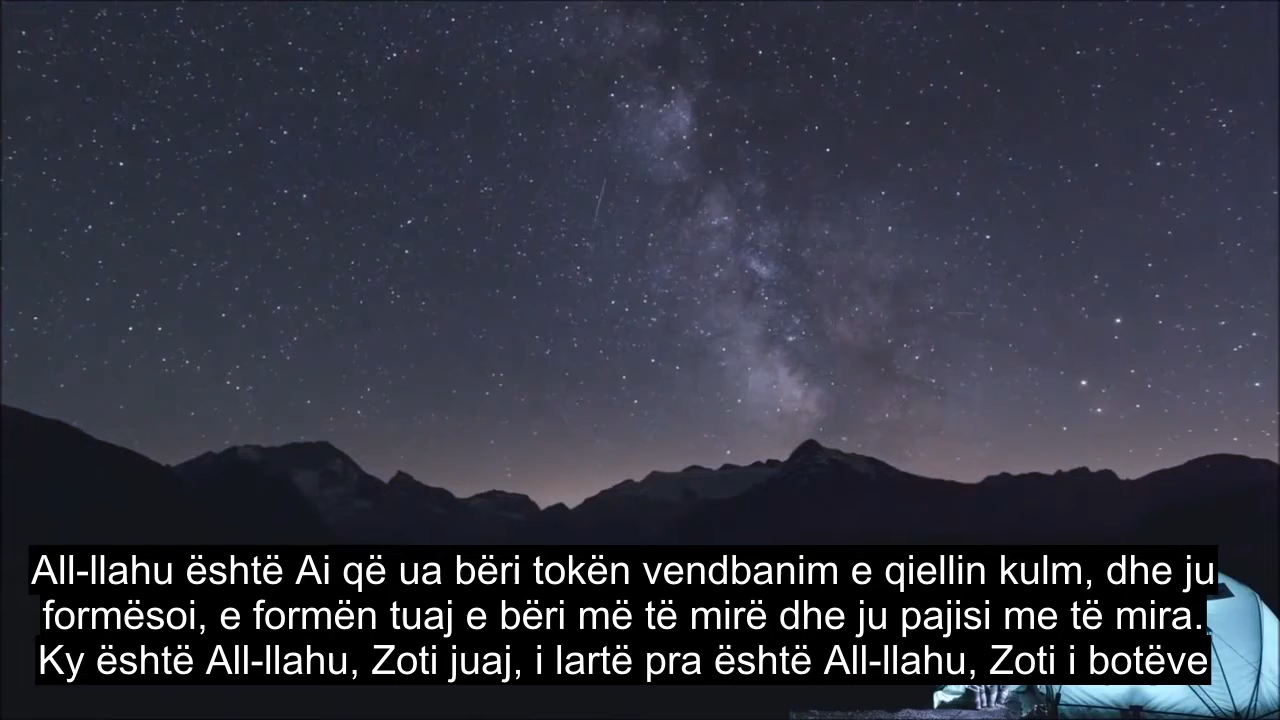 All-llahu është Ai që ua bëri tokën vendbanim e qiellin kulm, dhe ju
formësoi, e formën tuaj e bëri më të mirë dhe ju pajisi me të mira.
Ky është All-llahu, Zoti juaj, i lartë pra është All-llahu, Zoti i botëve